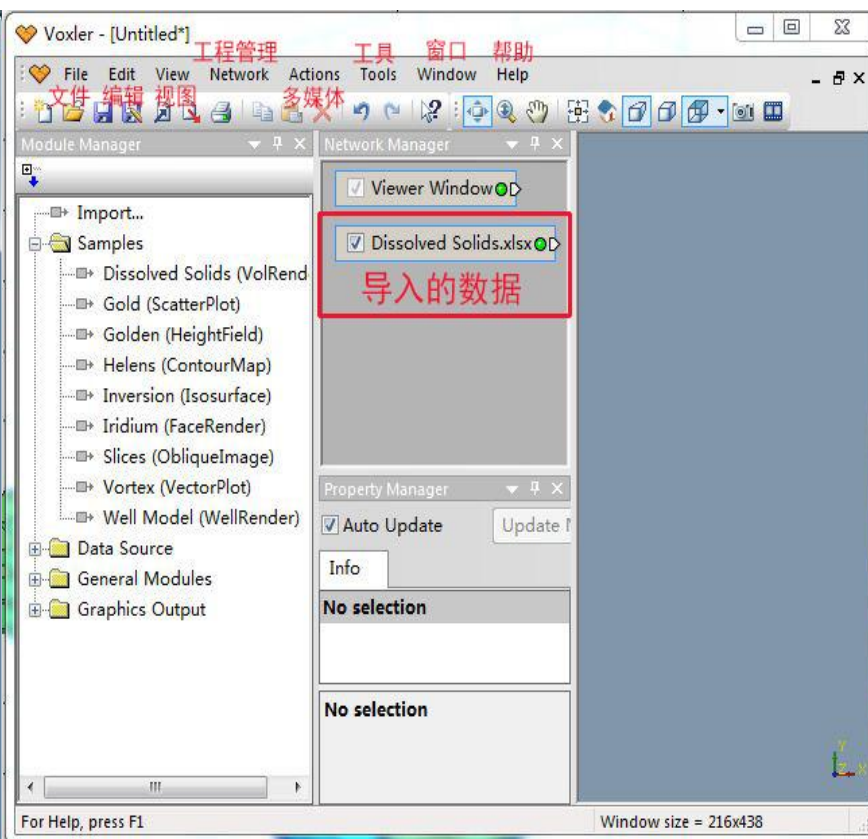 Voxler - [Untitled*]
工程管理 工具 窗口 帮助
File Edit View Network Actions Tools Window Help
文件 编辑 视图 多媒体
Module Manager
Import...
Samples
Dissolved Solids (VolRend
Gold (ScatterPlot)
Golden (HeightField)
Helens (ContourMap)
Inversion (Isosurface)
Iridium (FaceRender)
Slices (ObliqueImage)
Vortex (VectorPlot)
Well Model (WellRender)
Data Source
General Modules
Graphics Output
Network Manager
Viewer Window
Dissolved Solids.xlsx
导入的数据
Property Manager
Auto Update Update
Info
No selection
No selection
Y
Z X
For Help, press F1 Window size = 216x438